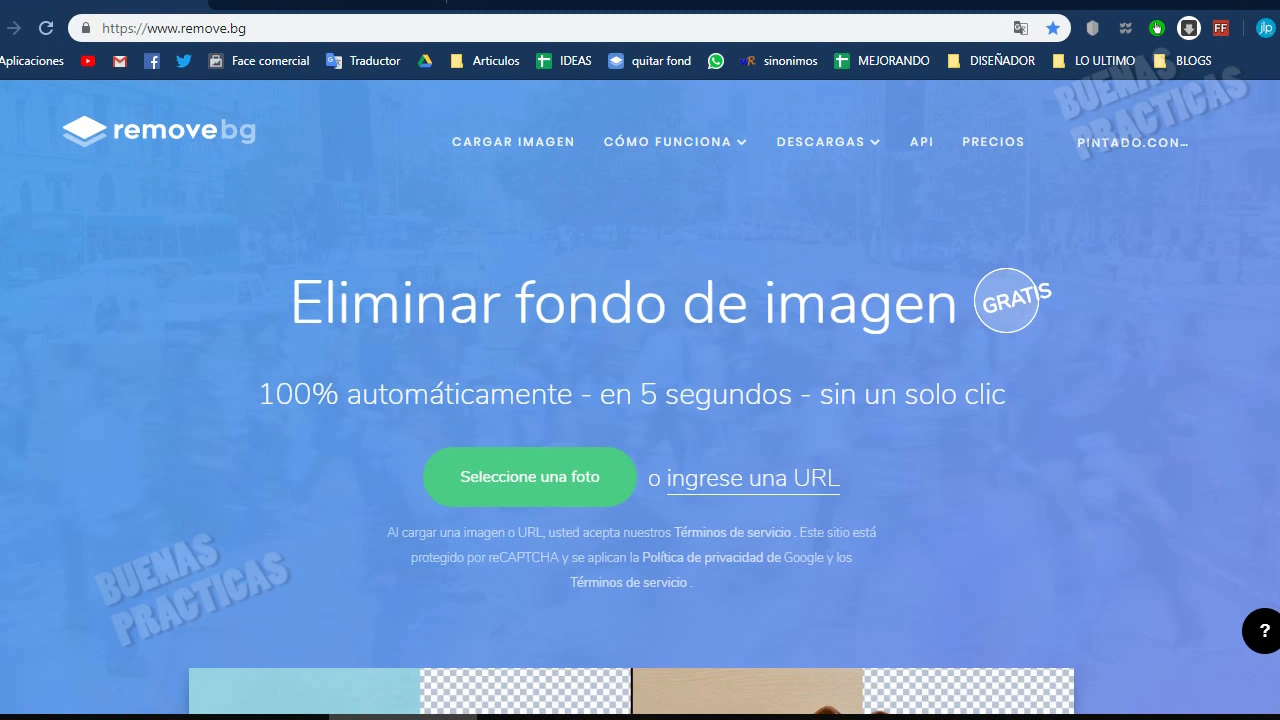 https://www.remove.bg
FF
jlp
Aplicaciones
Face comercial
Traductor
Articulos
IDEAS
quitar fond
sinonimos
MEJORANDO
DISEÑADOR
LO ULTIMO
BLOGS
BUENAS
PRACTICAS
removebg
CARGAR IMAGEN
CÓMO FUNCIONA
DESCARGAS
API
PRECIOS
PINTADO.CON...
Eliminar fondo de imagen
GRATIS
100% automáticamente - en 5 segundos - sin un solo clic
Seleccione una foto
o ingrese una URL
Al cargar una imagen o URL, usted acepta nuestros Términos de servicio . Este sitio está
protegido por reCAPTCHA y se aplican la Política de privacidad de Google y los
Términos de servicio .
BUENAS
PRACTICAS
?